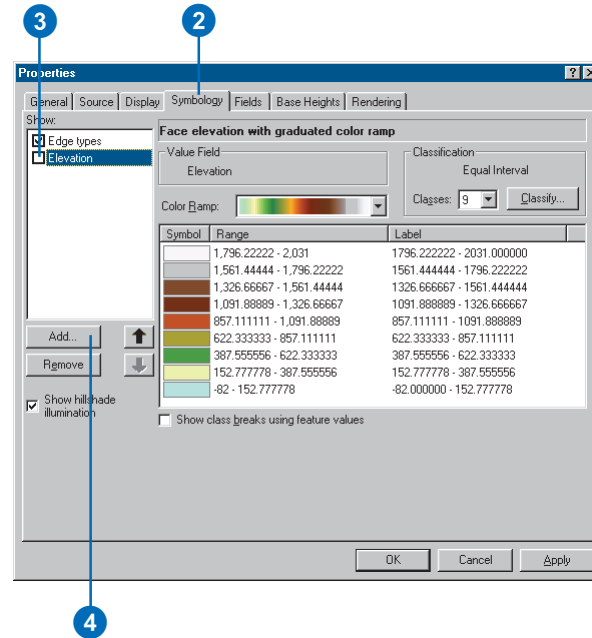 3 2
Properties
General Source Display Symbology Fields Base Heights Rendering
Show:
Edge types
Elevation
Face elevation with graduated color ramp
Value Field
Elevation
Classification
Equal Interval
Color Ramp:
Classes: 9 Classify...
Symbol Range Label
1,796.22222 - 2,031 1796.222222 - 2031.000000
1,561.44444 - 1,796.22222 1561.444444 - 1796.222222
1,326.66667 - 1,561.44444 1326.666667 - 1561.444444
1,091.88889 - 1,326.66667 1091.888889 - 1326.666667
857.111111 - 1,091.88889 857.111111 - 1091.888889
622.333333 - 857.111111 622.333333 - 857.111111
387.555556 - 622.333333 387.555556 - 622.333333
152.777778 - 387.555556 152.777778 - 387.555556
-82 - 152.777778 -82.000000 - 152.777778
Add...
Remove
Show hillshade
illumination
Show class breaks using feature values
OK Cancel Apply
4